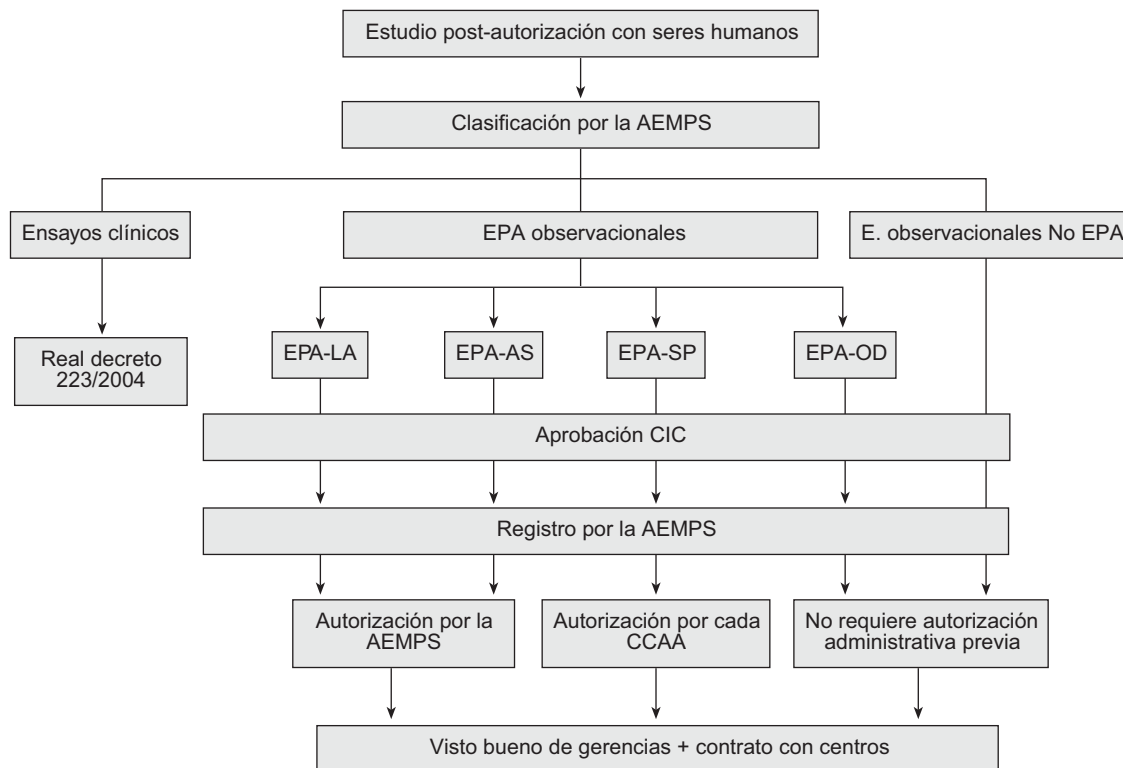 Estudio post-autorización con seres humanos
Clasificación por la AEMPS
Ensayos clínicos
EPA observacionales
E. observacionales No EPA
Real decreto
223/2004
EPA-LA
EPA-AS
EPA-SP
EPA-OD
Aprobación CIC
Registro por la AEMPS
Autorización por la
AEMPS
Autorización por cada
CCAA
No requiere autorización
administrativa previa
Visto bueno de gerencias + contrato con centros